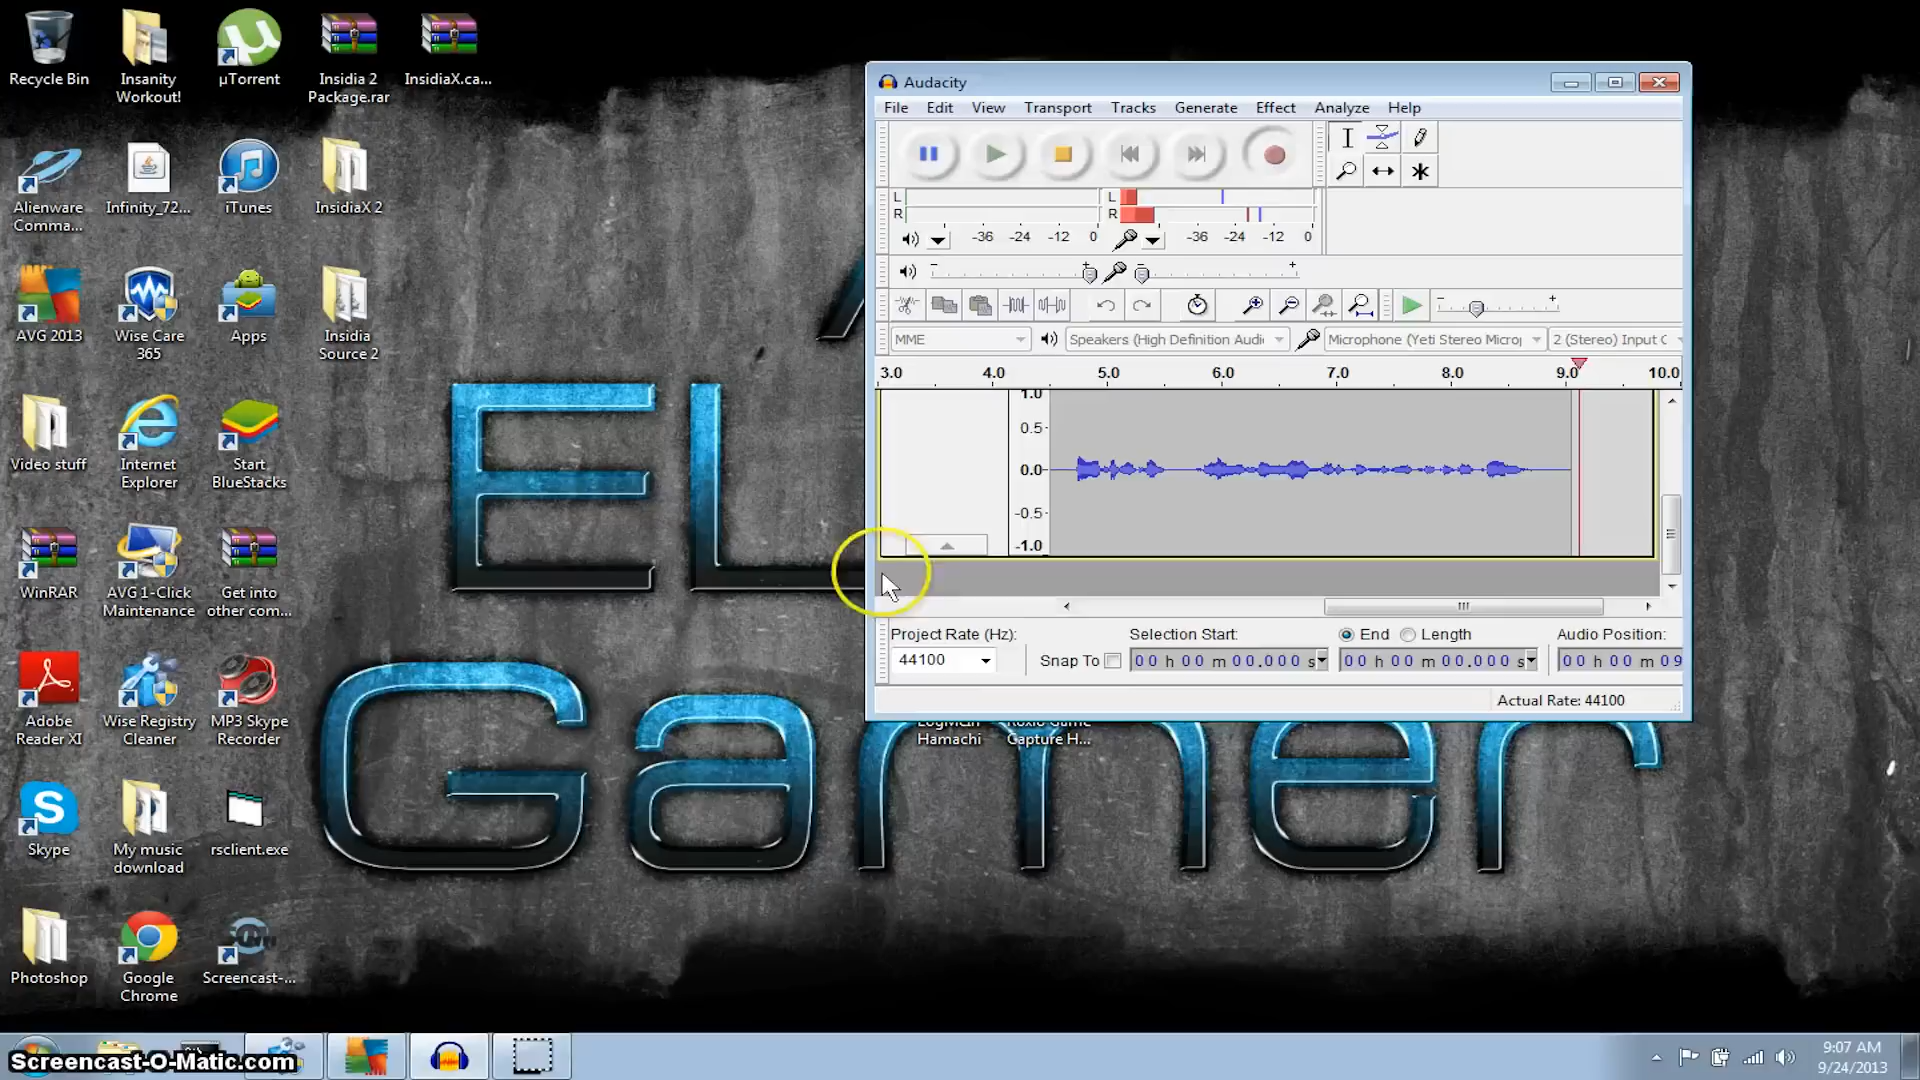 Recycle Bin
Insanity
Workout!
µTorrent
Insidia 2
Package.rar
InsidiaX.ca...
Alienware
Comma...
Infinity_72...
iTunes
InsidiaX 2
AVG 2013
Wise Care
365
Apps
Insidia
Source 2
Video stuff
Internet
Explorer
Start
BlueStacks
WinRAR
AVG 1-Click
Maintenance
Get into
other com...
Adobe
Reader XI
Wise Registry
Cleaner
MP3 Skype
Recorder
Skype
My music
download
rsclient.exe
Photoshop
Google
Chrome
Screencast-...
EL
Gamer
Audacity
File Edit View Transport Tracks Generate Effect Analyze Help
L
R
-36 -24 -12 0
L
R
-36 -24 -12 0
MME
Speakers (High Definition Audi
Microphone (Yeti Stereo Microp
2 (Stereo) Input C
3.0 4.0 5.0 6.0 7.0 8.0 9.0 10.0
1.0
0.5-
0.0-
-0.5-
-1.0
Project Rate (Hz):
44100
Snap To
Selection Start:
00 h 00 m 00.000 s
End Length
00 h 00 m 00.000 s
Audio Position:
00 h 00 m 09
Actual Rate: 44100
LogMeIn
Hamachi
Roxio Game
Capture H...
Screencast-O-Matic.com
9:07 AM
9/24/2013